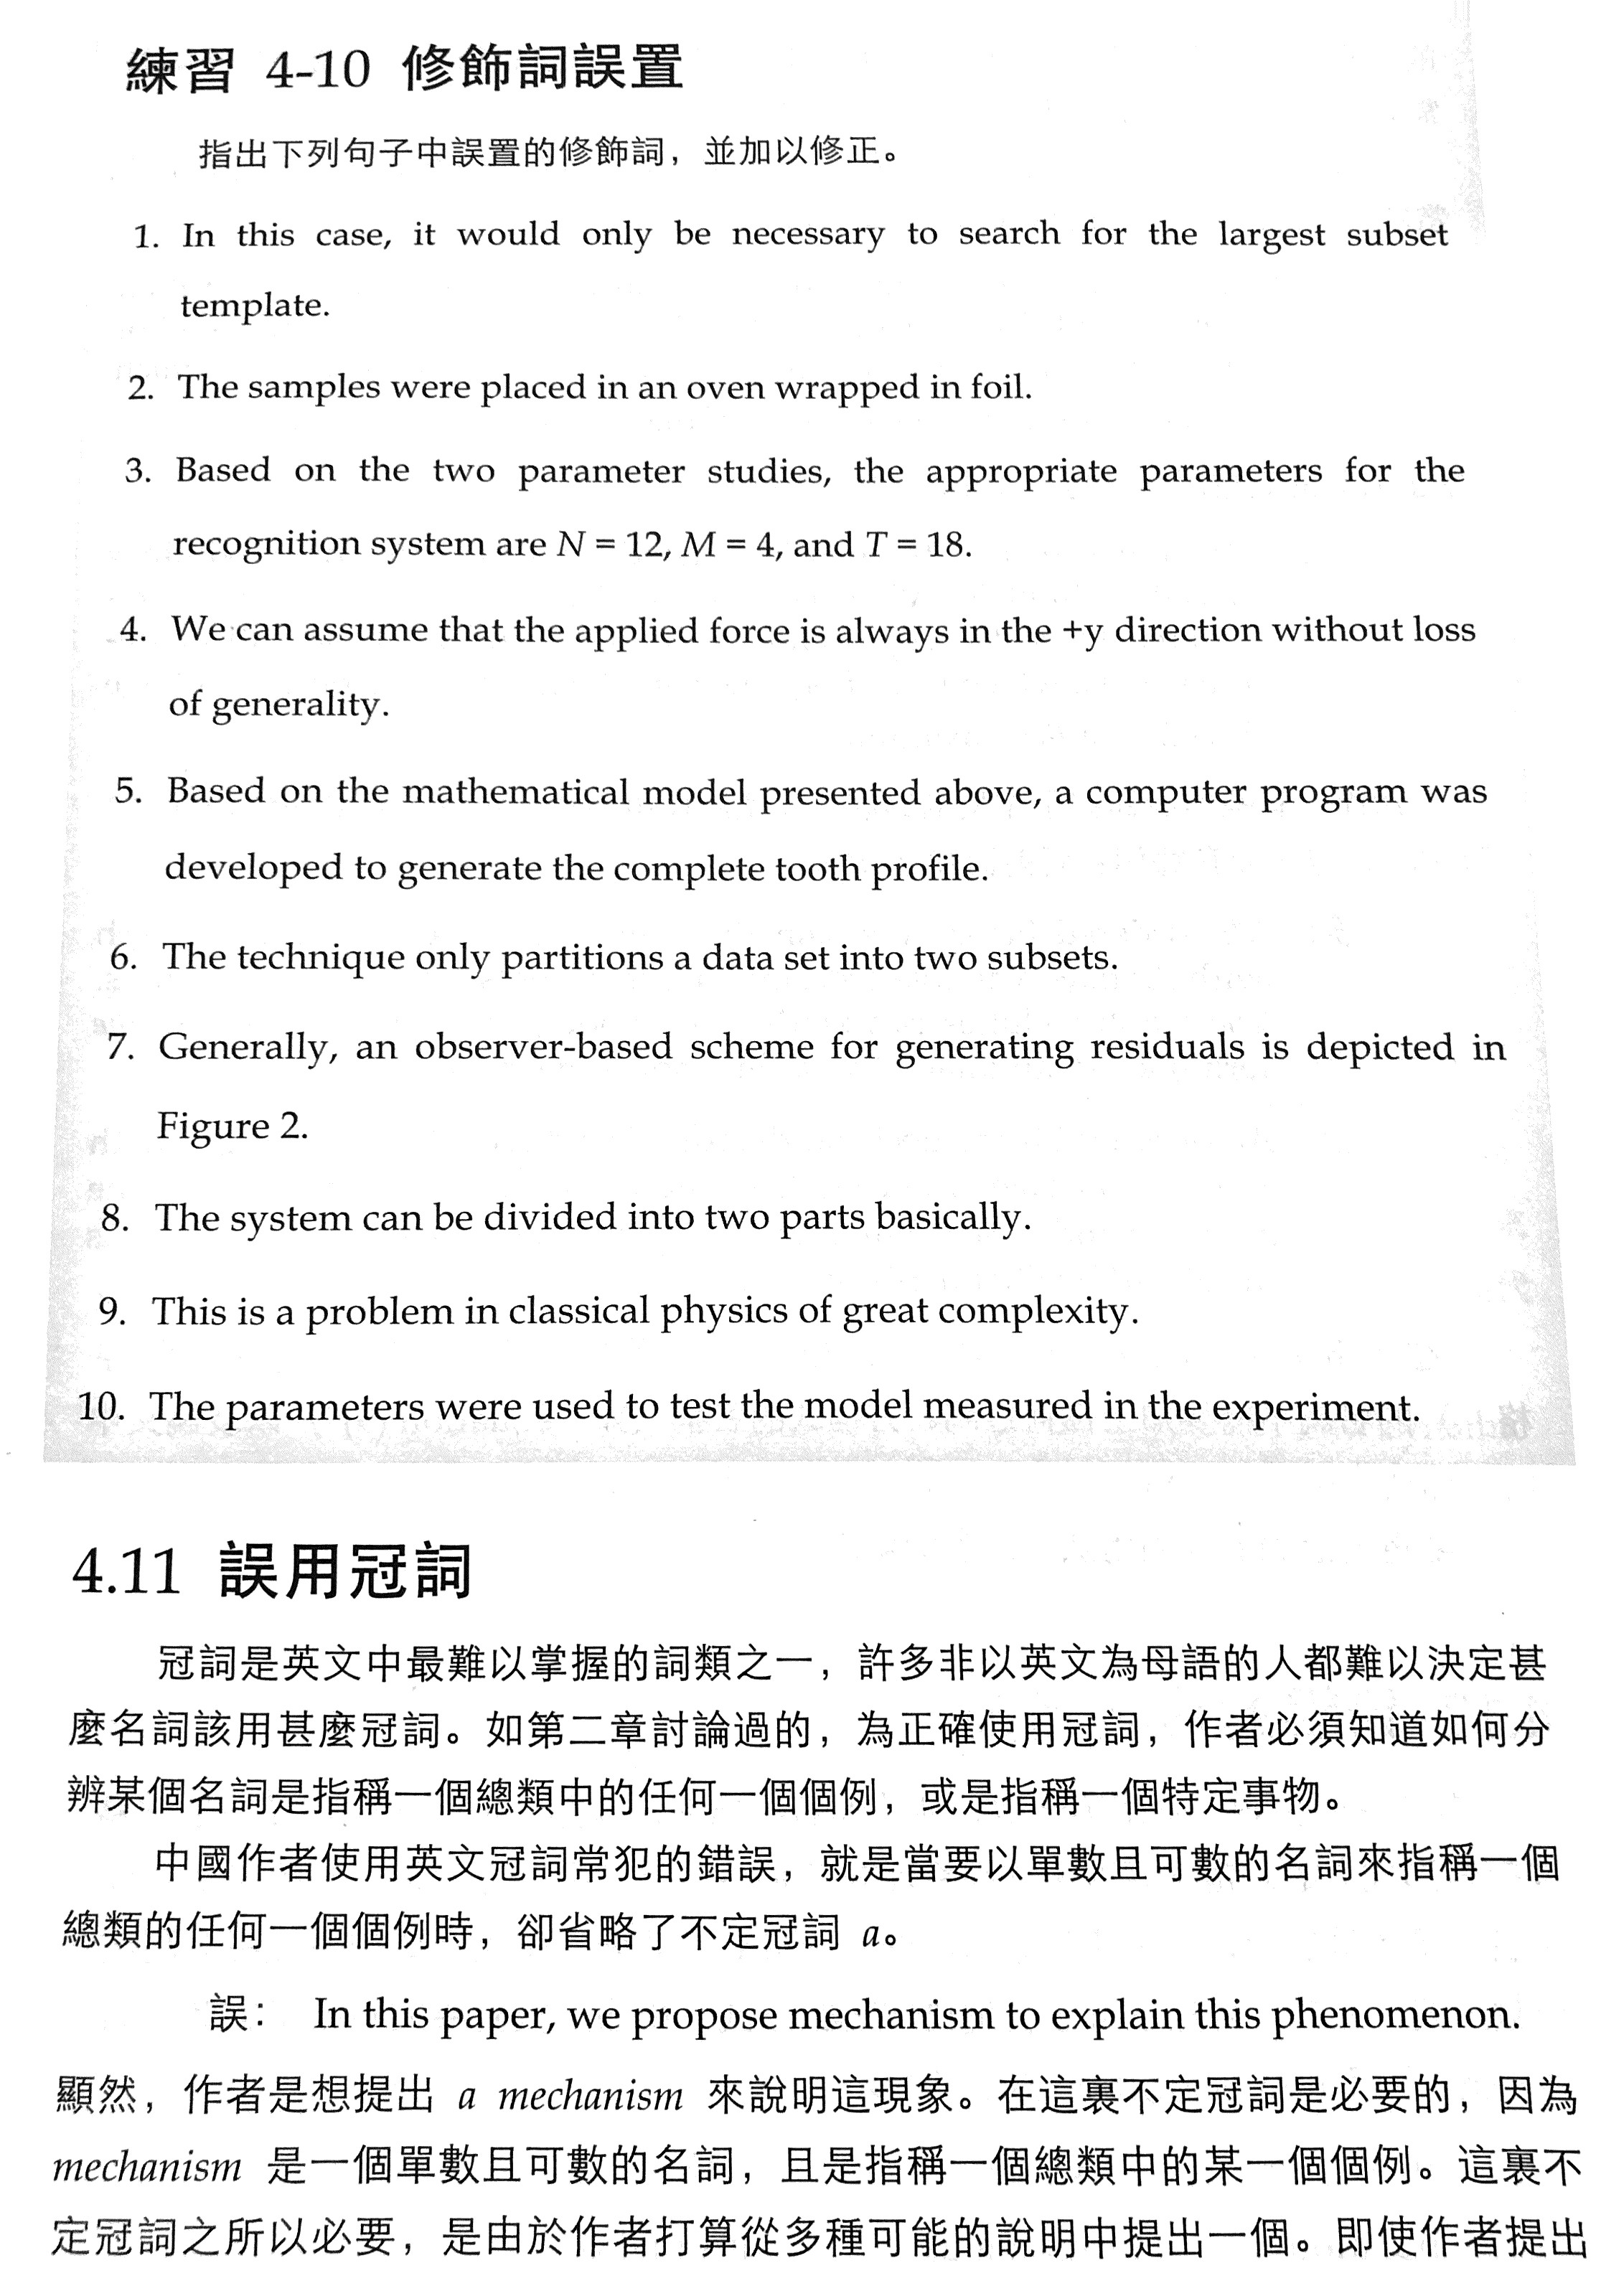 練習 4-10 修飾詞誤置
指出下列句子中誤置的修飾詞，並加以修正。
1. In this case, it would only be necessary to search for the largest subset
template.
2. The samples were placed in an oven wrapped in foil.
3. Based on the two parameter studies, the appropriate parameters for the
recognition system are N = 12, M = 4, and T = 18.
4. We can assume that the applied force is always in the +y direction without loss
of generality.
5. Based on the mathematical model presented above, a computer program was
developed to generate the complete tooth profile.
6. The technique only partitions a data set into two subsets.
7. Generally, an observer-based scheme for generating residuals is depicted in
Figure 2.
8. The system can be divided into two parts basically.
9. This is a problem in classical physics of great complexity.
10. The parameters were used to test the model measured in the experiment.
4.11 誤用冠詞
冠詞是英文中最難以掌握的詞類之一，許多非以英文為母語的人都難以決定甚
麼名詞該用甚麼冠詞。如第二章討論過的，為正確使用冠詞，作者必須知道如何分
辨某個名詞是指稱一個總類中的任何一個個例，或是指稱一個特定事物。
中國作者使用英文冠詞常犯的錯誤，就是當要以單數且可數的名詞來指稱一個
總類的任何一個個例時，卻省略了不定冠詞 a。
誤： In this paper, we propose mechanism to explain this phenomenon.
顯然，作者是想提出 a mechanism 來說明這現象。在這裏不定冠詞是必要的，因為
mechanism 是一個單數且可數的名詞，且是指稱一個總類中的某一個個例。這裏不
定冠詞之所以必要，是由於作者打算從多種可能的說明中提出一個。即使作者提出